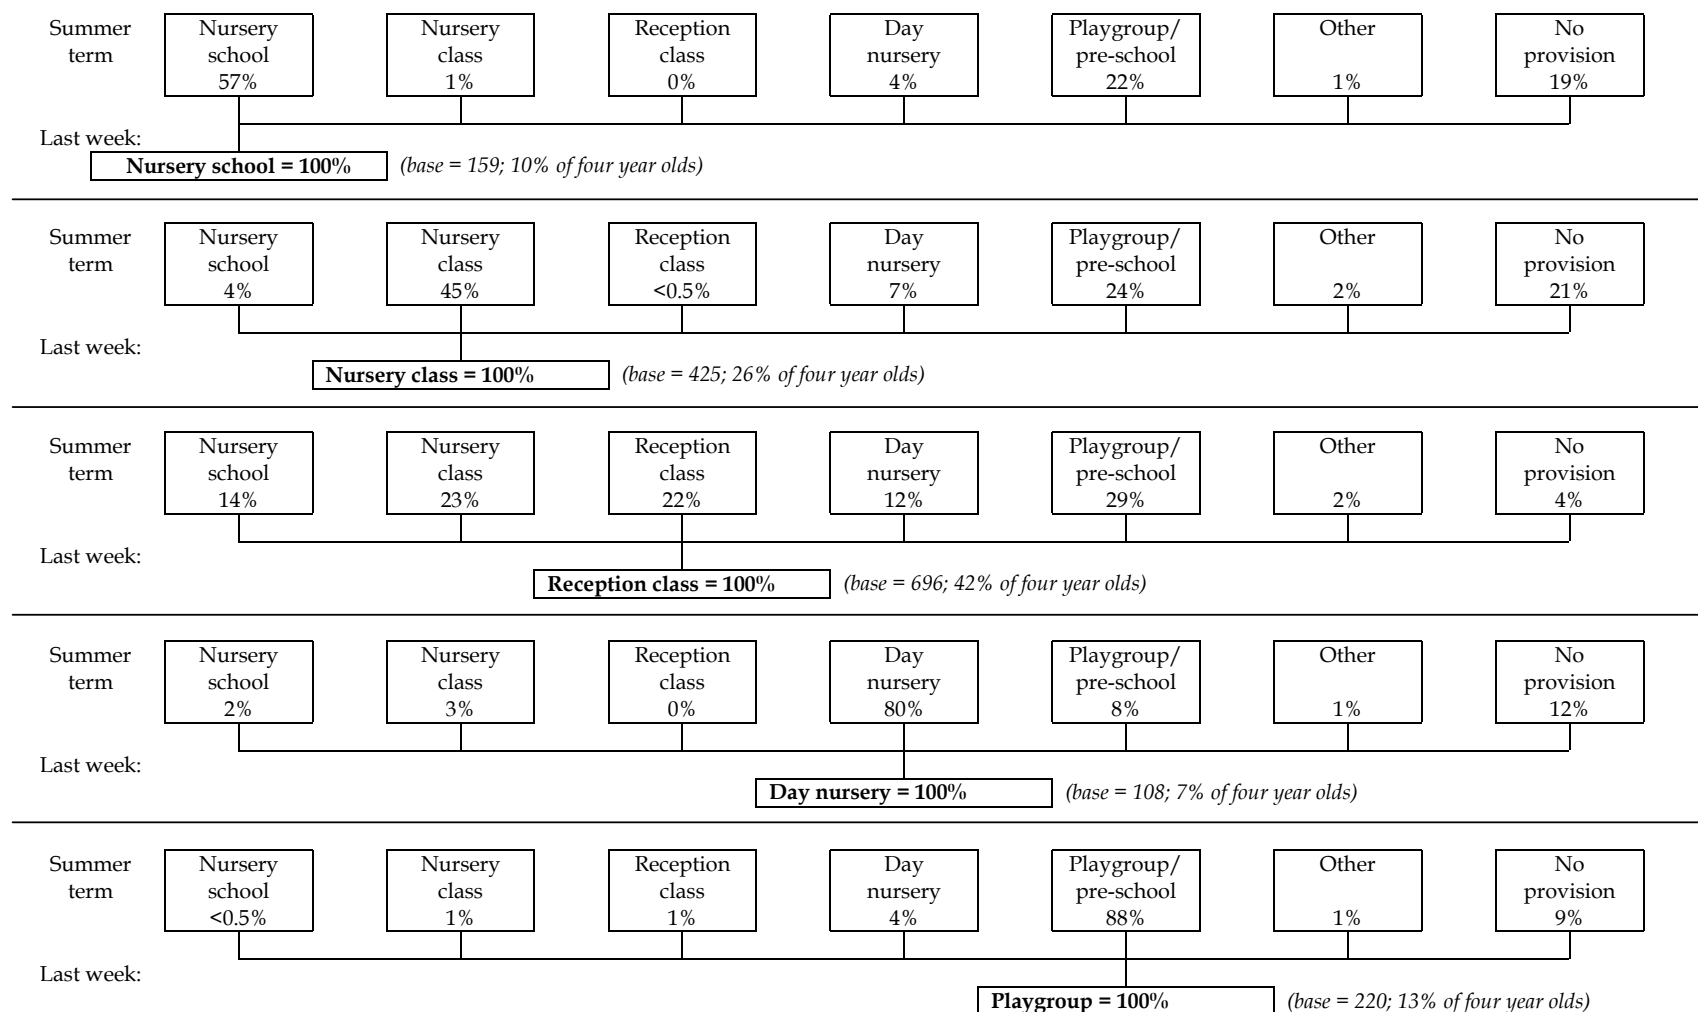 Summer Nursery Nursery Reception Day Playgroup/ Other No
term school class class nursery pre-school provision
57% 1% 0% 4% 22% 1% 19%
Last week:
Nursery school = 100% (base = 159; 10% of four year olds)
Summer Nursery Nursery Reception Day Playgroup/ Other No
term school class class nursery pre-school provision
4% 45% <0.5% 7% 24% 2% 21%
Last week:
Nursery class = 100% (base = 425; 26% of four year olds)
Summer Nursery Nursery Reception Day Playgroup/ Other No
term school class class nursery pre-school provision
14% 23% 22% 12% 29% 2% 4%
Last week:
Reception class = 100% (base = 696; 42% of four year olds)
Summer Nursery Nursery Reception Day Playgroup/ Other No
term school class class nursery pre-school provision
2% 3% 0% 80% 8% 1% 12%
Last week:
Day nursery = 100% (base = 108; 7% of four year olds)
Summer Nursery Nursery Reception Day Playgroup/ Other No
term school class class nursery pre-school provision
<0.5% 1% 1% 4% 88% 1% 9%
Last week:
Playgroup = 100% (base = 220; 13% of four year olds)